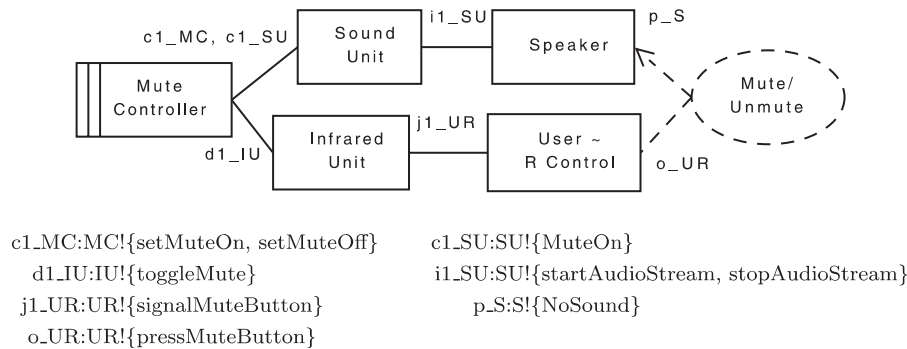 p_S
i1_SU
c1_MC, c1_SU
Sound
Unit
Speaker
Mute
Controller
Mute/
Unmute
j1_UR
d1_IU
Infrared
Unit
User ~
R Control
o_UR
c1_MC:MC!{setMuteOn, setMuteOff}
c1_SU:SU!{MuteOn}
d1_IU:IU!{toggleMute}
i1_SU:SU!{startAudioStream, stopAudioStream}
j1_UR:UR!{signalMuteButton}
p_S:S!{NoSound}
o_UR:UR!{pressMuteButton}